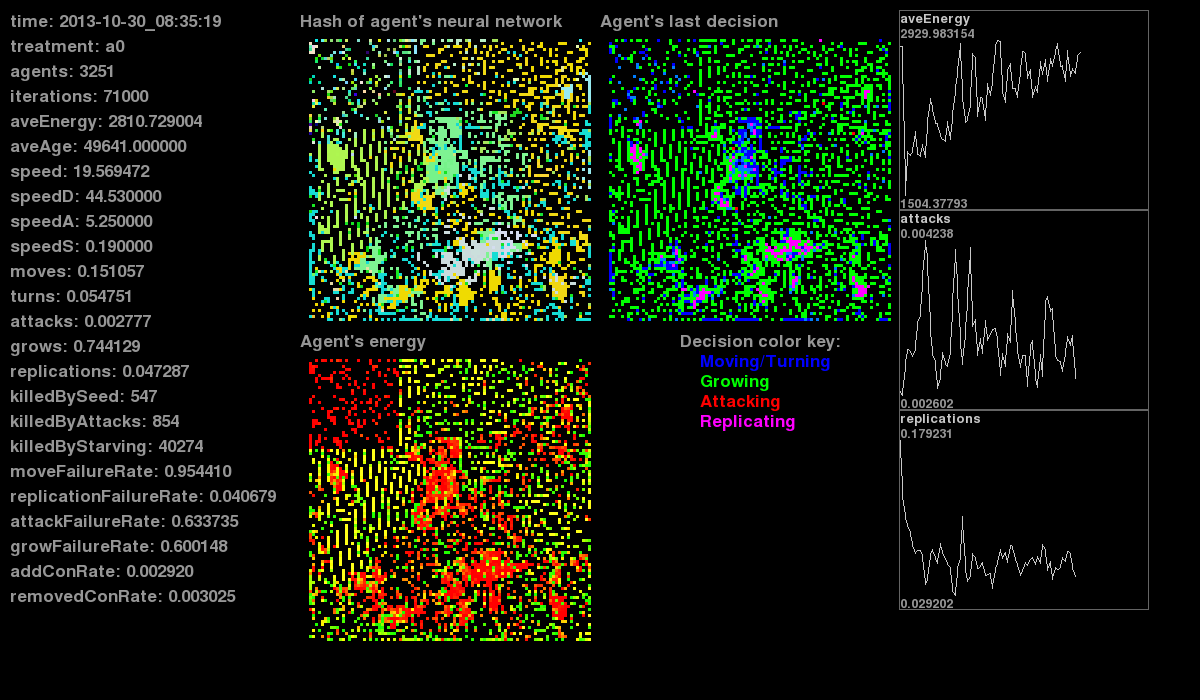 time: 2013-10-30_08:35:19
treatment: a0
agents: 3251
iterations: 71000
aveEnergy: 2810.729004
aveAge: 49641.000000
speed: 19.569472
speedD: 44.530000
speedA: 5.250000
speedS: 0.190000
moves: 0.151057
turns: 0.054751
attacks: 0.002777
grows: 0.744129
replications: 0.047287
killedBySeed: 547
killedByAttacks: 854
killedByStarving: 40274
moveFailureRate: 0.954410
replicationFailureRate: 0.040679
attackFailureRate: 0.633735
growFailureRate: 0.600148
addConRate: 0.002920
removedConRate: 0.003025
Hash of agent's neural network
Agent's last decision
Agent's energy
Decision color key:
Moving/Turning
Growing
Attacking
Replicating
aveEnergy
2929.983154
1504.37793
attacks
0.004238
0.002602
replications
0.179231
0.029202